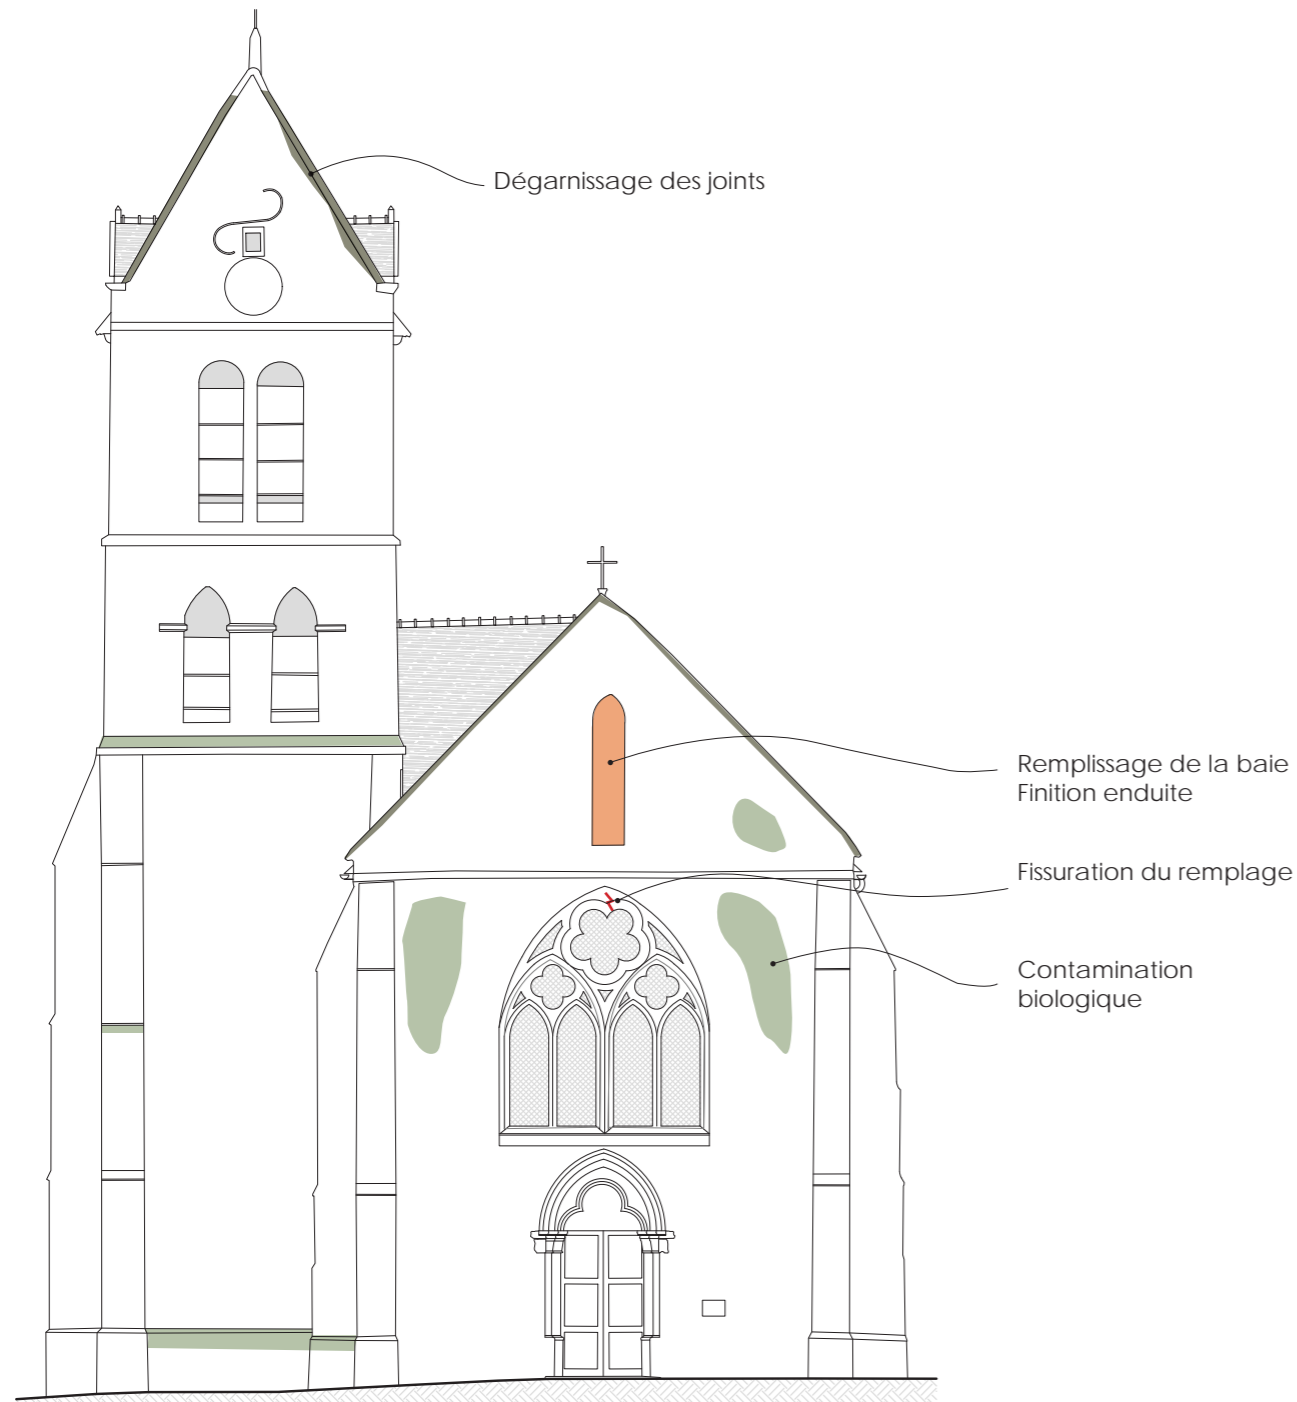 Dégarnissage des joints
Remplissage de la baie
Finition enduite
Fissuration du remplage
Contamination
biologique